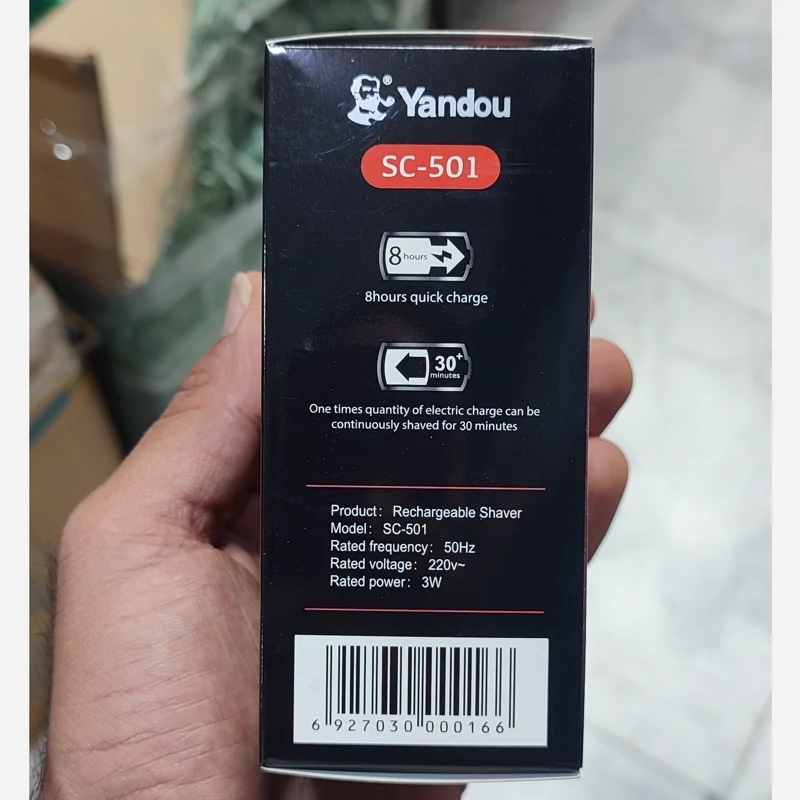 ® Yandou
SC-501
8 hours
8hours quick charge
30+
minutes
One times quantity of electric charge can be
continuously shaved for 30 minutes
Product: Rechargeable Shaver
Model: SC-501
Rated frequency: 50Hz
Rated voltage: 220v~
Rated power: 3W
6 927030 000166